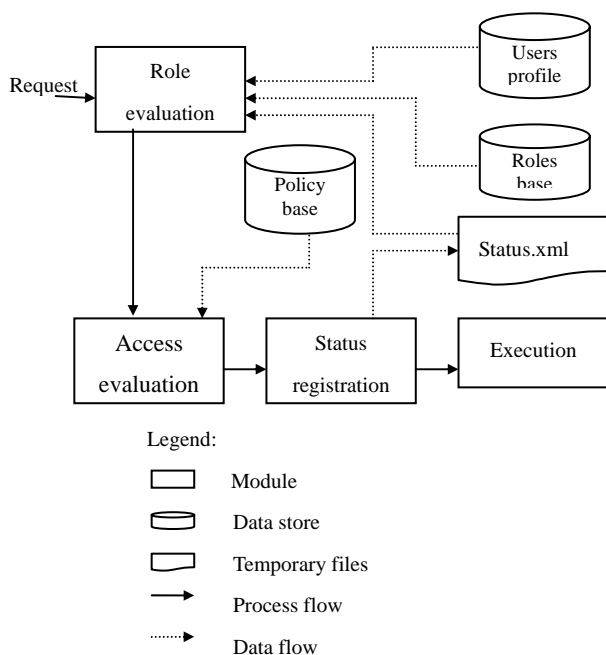 Users
profile
Request
Role
evaluation
Roles
base
Policy
base
Status.xml
Access
evaluation
Status
registration
Execution
Legend:
Module
Data store
Temporary files
Process flow
Data flow